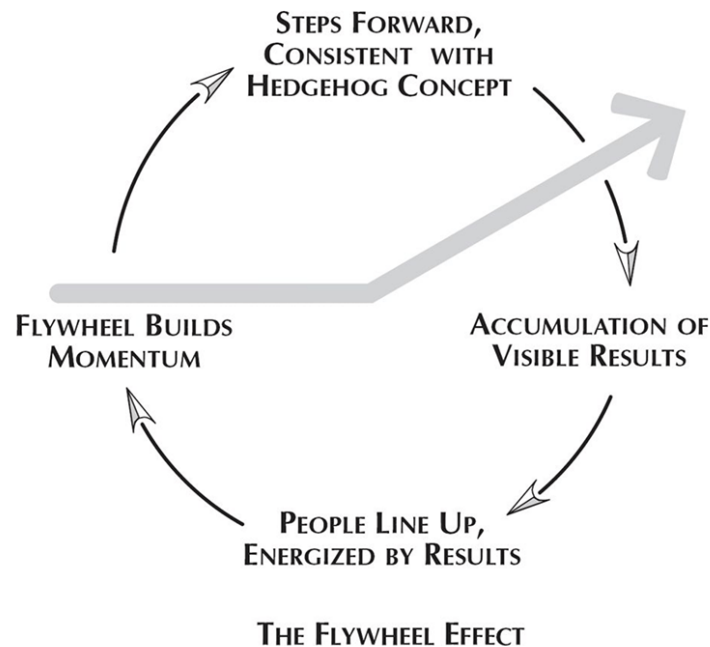 Steps Forward,
Consistent with
Hedgehog Concept
Flywheel Builds
Momentum
Accumulation of
Visible Results
People Line Up,
Energized by Results
The Flywheel Effect